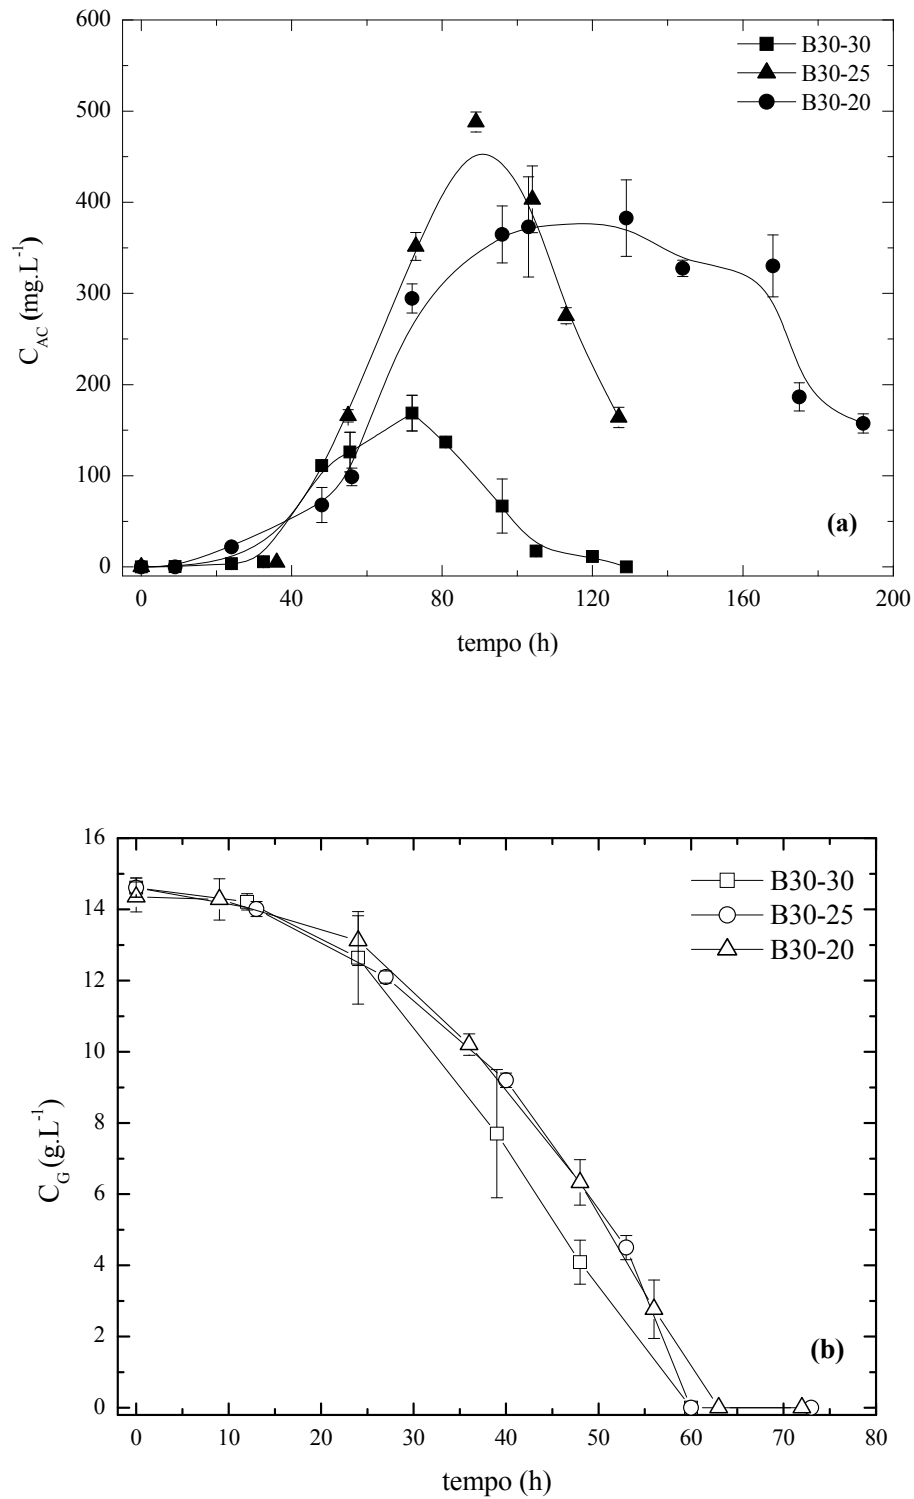 600
500
400
300
200
100
0
C_AC (mg.L^-1)
B30-30
B30-25
B30-20
(a)
0 40 80 120 160 200
tempo (h)
16
14
12
10
8
6
4
2
0
C_G (g.L^-1)
B30-30
B30-25
B30-20
(b)
0 10 20 30 40 50 60 70 80
tempo (h)